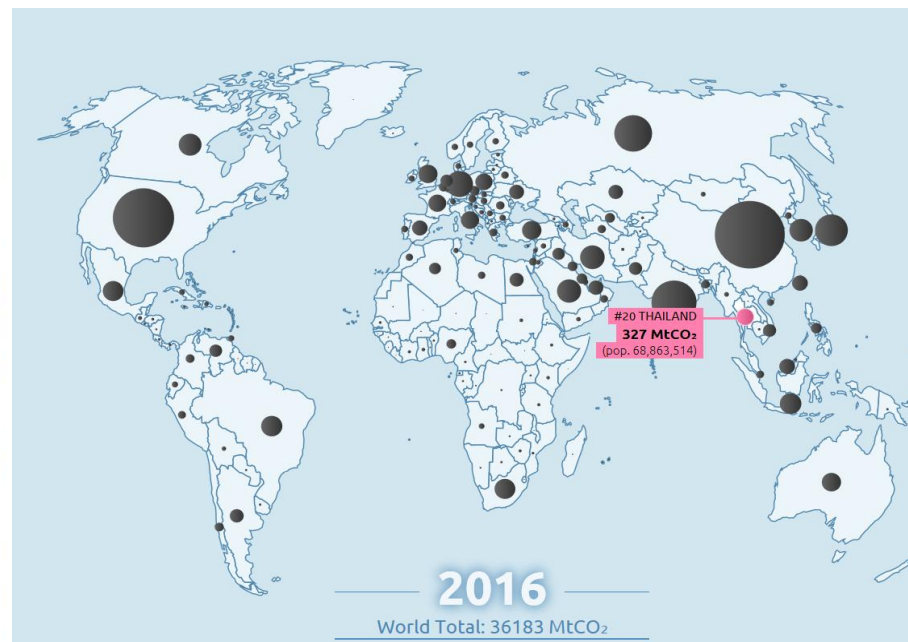 #20 THAILAND
327 MtCO₂
(pop. 68,863,514)
2016
World Total: 36183 MtCO₂